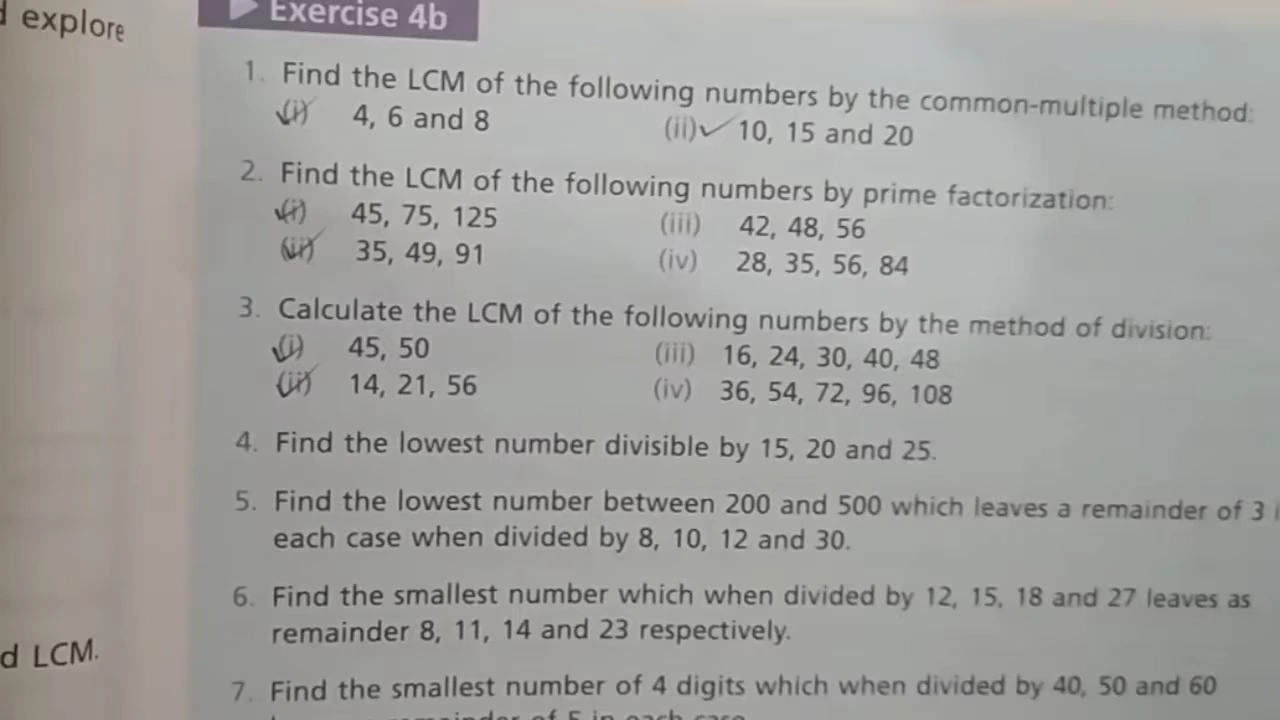 explore
Exercise 4b
1. Find the LCM of the following numbers by the common-multiple method:
(i) 4, 6 and 8 (ii) 10, 15 and 20
2. Find the LCM of the following numbers by prime factorization:
(i) 45, 75, 125 (iii) 42, 48, 56
(ii) 35, 49, 91 (iv) 28, 35, 56, 84
3. Calculate the LCM of the following numbers by the method of division:
(i) 45, 50 (iii) 16, 24, 30, 40, 48
(ii) 14, 21, 56 (iv) 36, 54, 72, 96, 108
4. Find the lowest number divisible by 15, 20 and 25.
5. Find the lowest number between 200 and 500 which leaves a remainder of 3
each case when divided by 8, 10, 12 and 30.
6. Find the smallest number which when divided by 12, 15, 18 and 27 leaves as
remainder 8, 11, 14 and 23 respectively.
d LCM.
7. Find the smallest number of 4 digits which when divided by 40, 50 and 60
remainder of 5 in each case